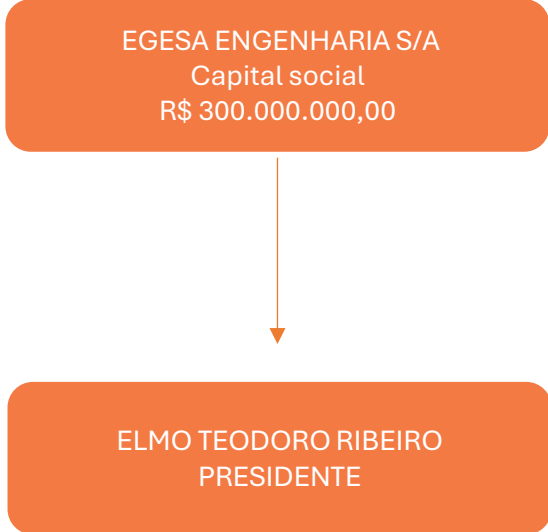 EGESA ENGENHARIA S/A
Capital social
R$ 300.000.000,00
ELMO TEODORO RIBEIRO
PRESIDENTE